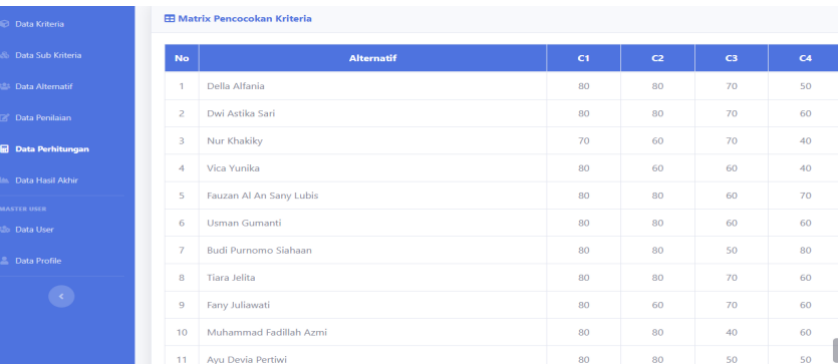 Data Kriteria
Data Sub Kriteria
Data Alternatif
Data Penilaian
Data Perhitungan
Data Hasil Akhir
MASTER USER
Data User
Data Profile
Matrix Pencocokan Kriteria
No Alternatif C1 C2 C3 C4
1 Della Alfania 80 80 70 50
2 Dwi Astika Sari 80 80 70 60
3 Nur Khakiky 70 60 70 40
4 Vica Yunika 80 60 60 40
5 Fauzan Al An Sany Lubis 80 80 60 70
6 Usman Gumanti 80 80 60 60
7 Budi Purnomo Siahaan 80 80 50 80
8 Tiara Jelita 80 80 70 60
9 Fany Juliawati 80 60 70 60
10 Muhammad Fadillah Azmi 80 80 40 60
11 Ayu Devia Pertiwi 80 80 50 50